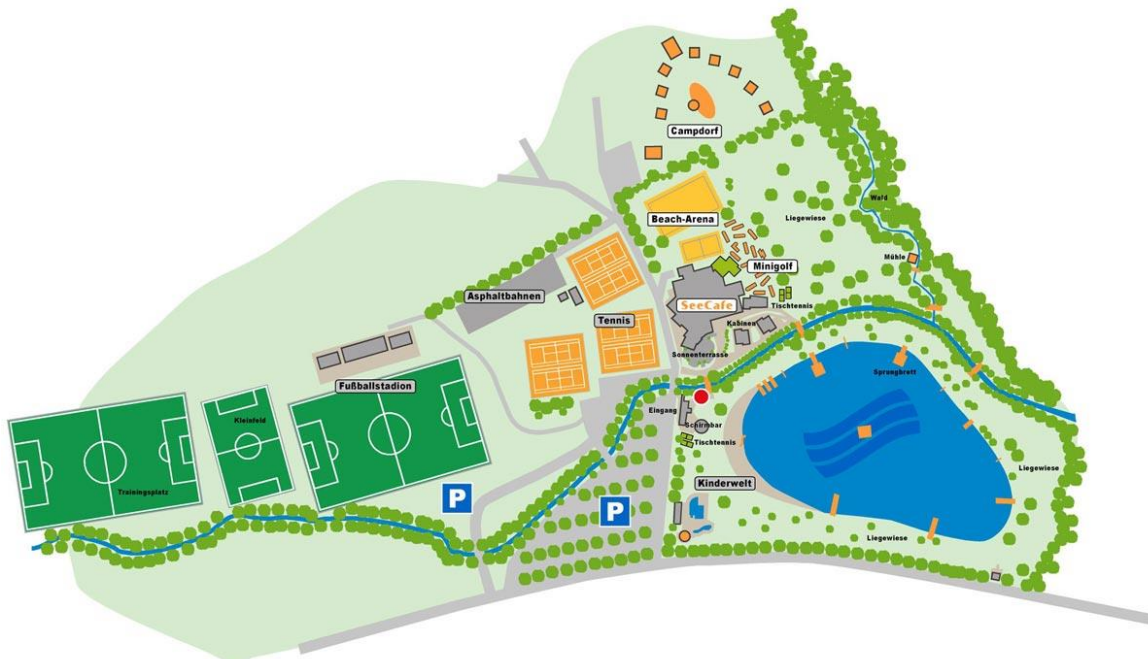 Campdorf
Wald
Beach-Arena
Liegewiese
Mühle
Minigolf
Asphaltbahnen
SeeCafe
Tischtennis
Tennis
Kabinen
Sonnenterrasse
Fußballstadion
Sprungbrett
Eingang
Kleinfeld
Schirmbar
Tischtennis
Liegewiese
Kinderwelt
Trainingsplatz
P
P
Liegewiese